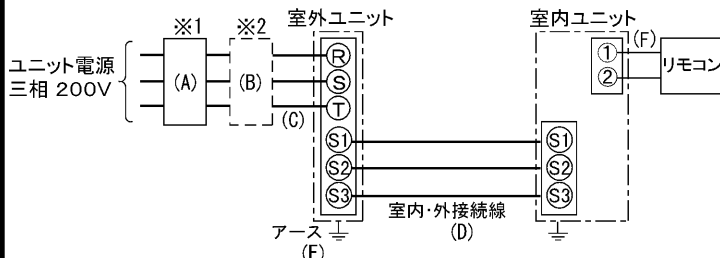 ※1
※2
室外ユニット
室内ユニット
ユニット電源
三相 200V
(A)
(B)
(C)
R
S
T
S1
S2
S3
①
②
(F)
リモコン
S1
S2
S3
室内・外接続線
(D)
アース
(E)